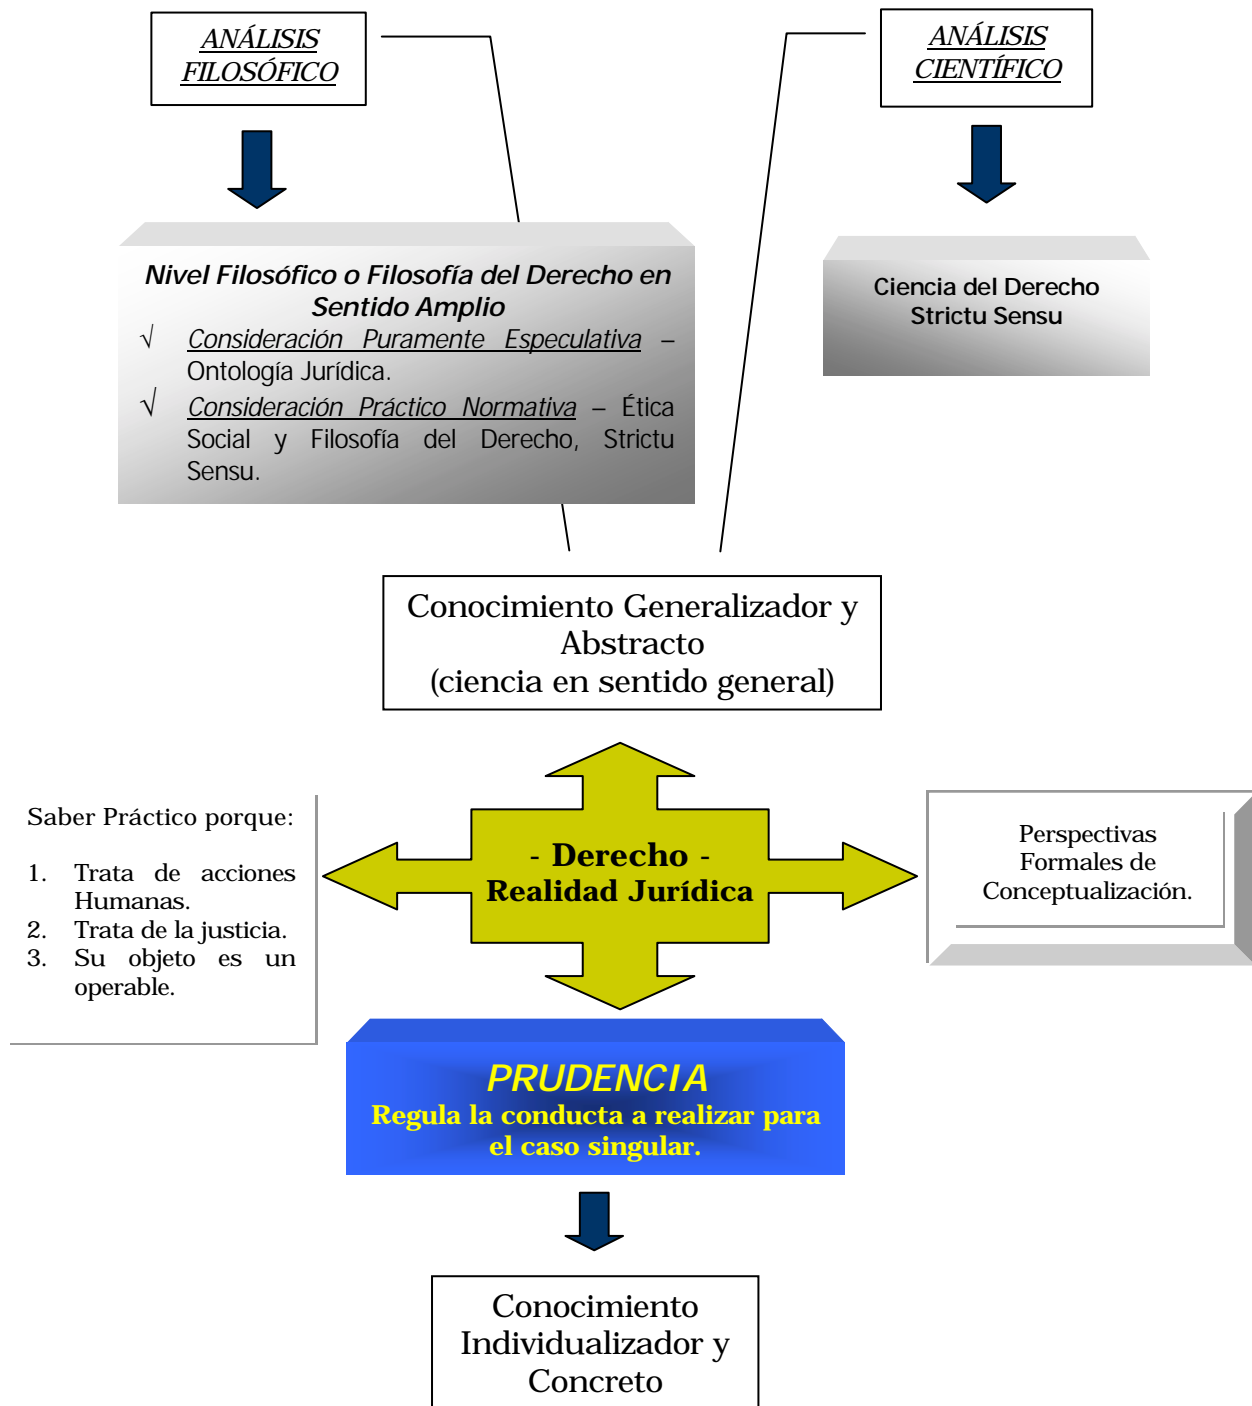 ANÁLISIS
FILOSÓFICO
ANÁLISIS
CIENTÍFICO
Nivel Filosófico o Filosofía del Derecho en
Sentido Amplio
√ Consideración Puramente Especulativa –
Ontología Jurídica.
√ Consideración Práctico Normativa – Ética
Social y Filosofía del Derecho, Strictu
Sensu.
Ciencia del Derecho
Strictu Sensu
Conocimiento Generalizador y
Abstracto
(ciencia en sentido general)
Saber Práctico porque:
1. Trata de acciones
Humanas.
2. Trata de la justicia.
3. Su objeto es un
operable.
- Derecho -
Realidad Jurídica
Perspectivas
Formales de
Conceptualización.
PRUDENCIA
Regula la conducta a realizar para
el caso singular.
Conocimiento
Individualizador y
Concreto